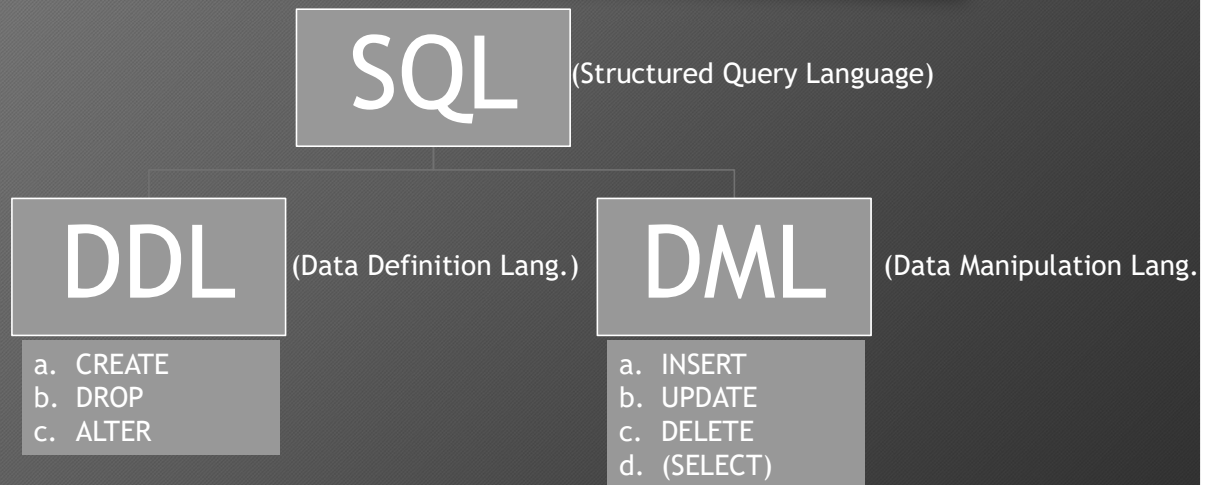 SQL
(Structured Query Language)
DDL
(Data Definition Lang.)
a. CREATE
b. DROP
c. ALTER
DML
(Data Manipulation Lang.
a. INSERT
b. UPDATE
c. DELETE
d. (SELECT)